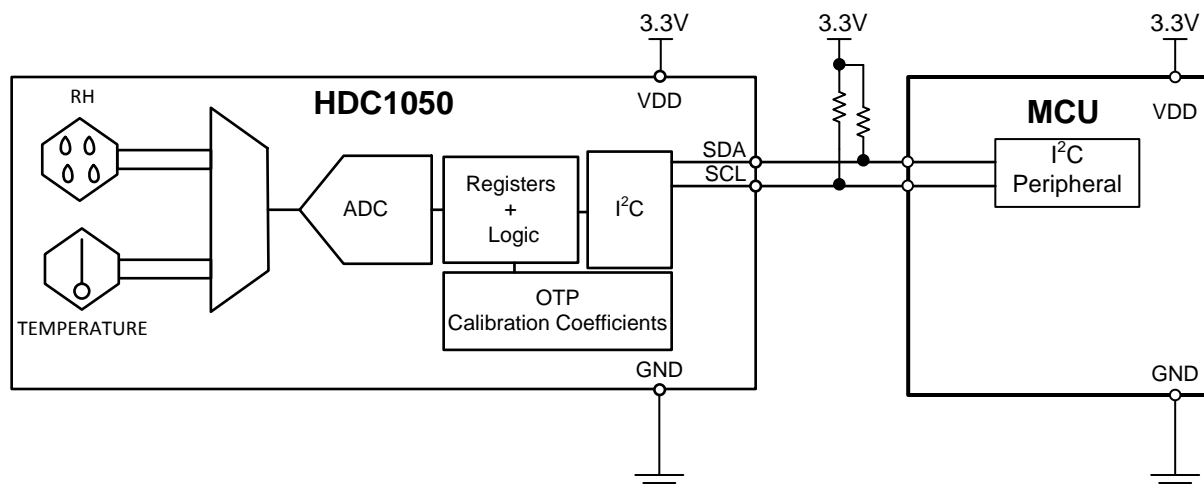 3.3V
3.3V
3.3V
RH
HDC1050
VDD
MCU
VDD
SDA
SCL
ADC
Registers
+
Logic
I²C
I²C
Peripheral
OTP
Calibration Coefficients
TEMPERATURE
GND
GND